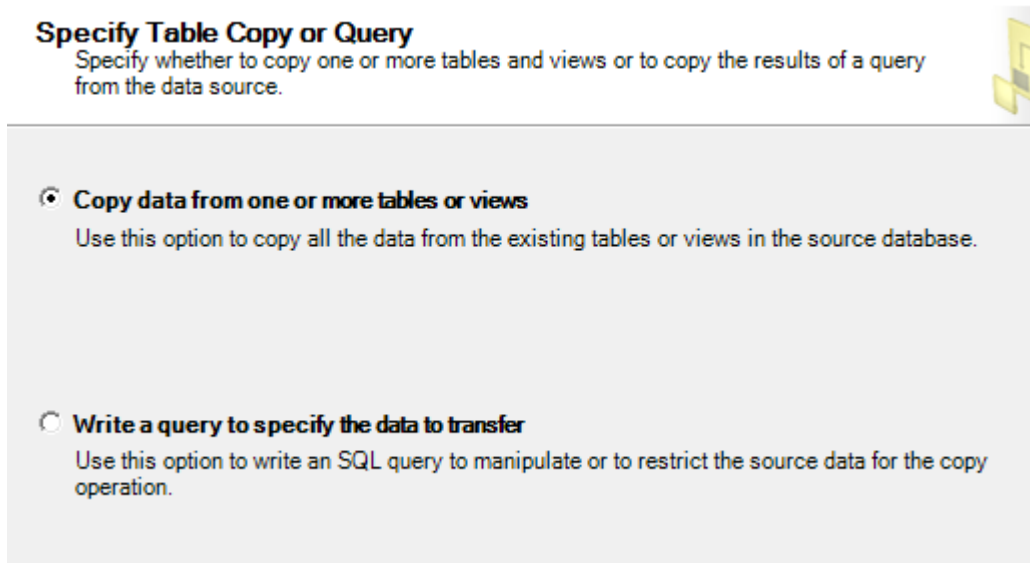 Specify Table Copy or Query
Specify whether to copy one or more tables and views or to copy the results of a query
from the data source.
Copy data from one or more tables or views
Use this option to copy all the data from the existing tables or views in the source database.
Write a query to specify the data to transfer
Use this option to write an SQL query to manipulate or to restrict the source data for the copy
operation.